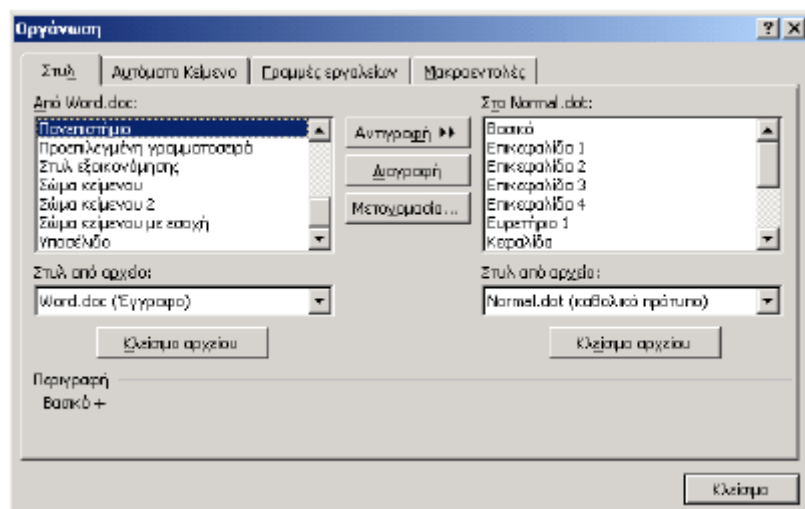 Οργάνωση
Στυλ Αυτόματο Κείμενο Γραμμές εργαλείων Μακροεντολές
Από Word.doc:
Πανεπιστήμιο
Προεπιλεγμένη γραμματοσειρά
Στυλ εξοικονόμησης
Σώμα κείμενου
Σώμα κείμενου 2
Σώμα κείμενου με εσοχή
Υποσέλιδο
Αντιγραφή
Διαγραφή
Μετονομασία...
Στο Normal.dot:
Βασικό
Επικεφαλίδα 1
Επικεφαλίδα 2
Επικεφαλίδα 3
Επικεφαλίδα 4
Ευρετήριο 1
Κεφαλίδα
Στυλ από αρχείο:
Word.doc (Έγγραφο)
Κλείσιμο αρχείου
Στυλ από αρχείο:
Normal.dot (καθολικό πρότυπο)
Κλείσιμο αρχείου
Περιγραφή
Βασικό +
Κλείσιμο